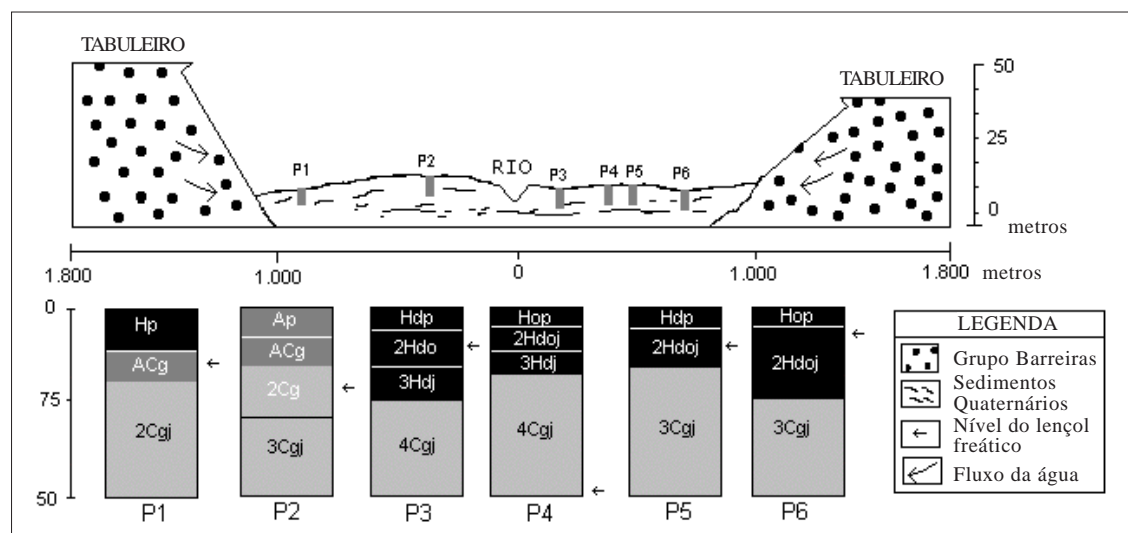 TABULEIRO
TABULEIRO
50
25
0
metros
P1
P2
RIO
P3
P4
P5
P6
1.800
1.000
0
1.000
1.800
metros
0
75
50
Hp
ACg
2Cgj
P1
Ap
ACg
2Cg
3Cgj
P2
Hdp
2Hdo
3Hdj
4Cgj
P3
Hop
2Hdoj
3Hdj
4Cgj
P4
Hdp
2Hdoj
3Cgj
P5
Hop
2Hdoj
3Cgj
P6
LEGENDA
Grupo Barreiras
Sedimentos
Quaternários
Nível do lençol
freático
Fluxo da água